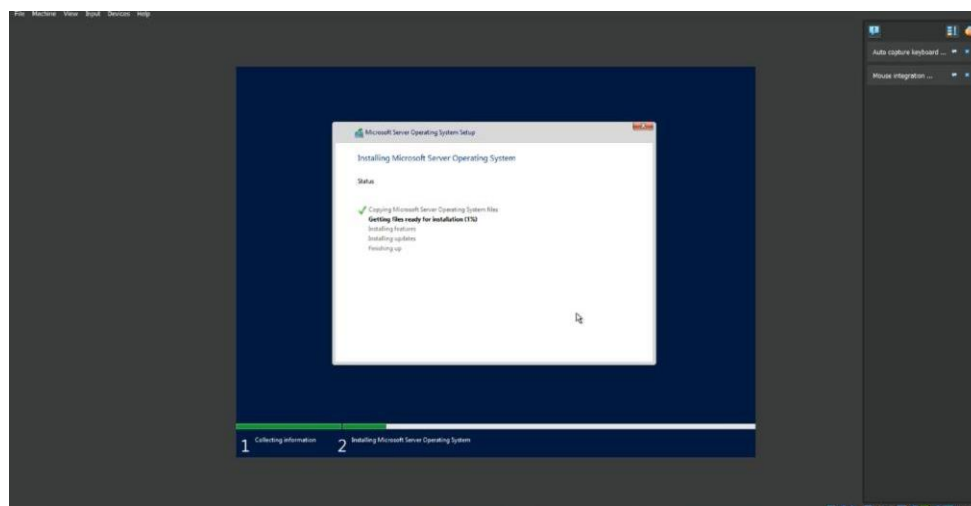 File Machine View Input Devices Help
Auto capture keyboard ...
Mouse integration ...
Microsoft Server Operating System Setup
Installing Microsoft Server Operating System
Status
Copying Microsoft Server Operating System files
Getting files ready for installation (1%)
Installing features
Installing updates
Finishing up
1 Collecting information
2 Installing Microsoft Server Operating System